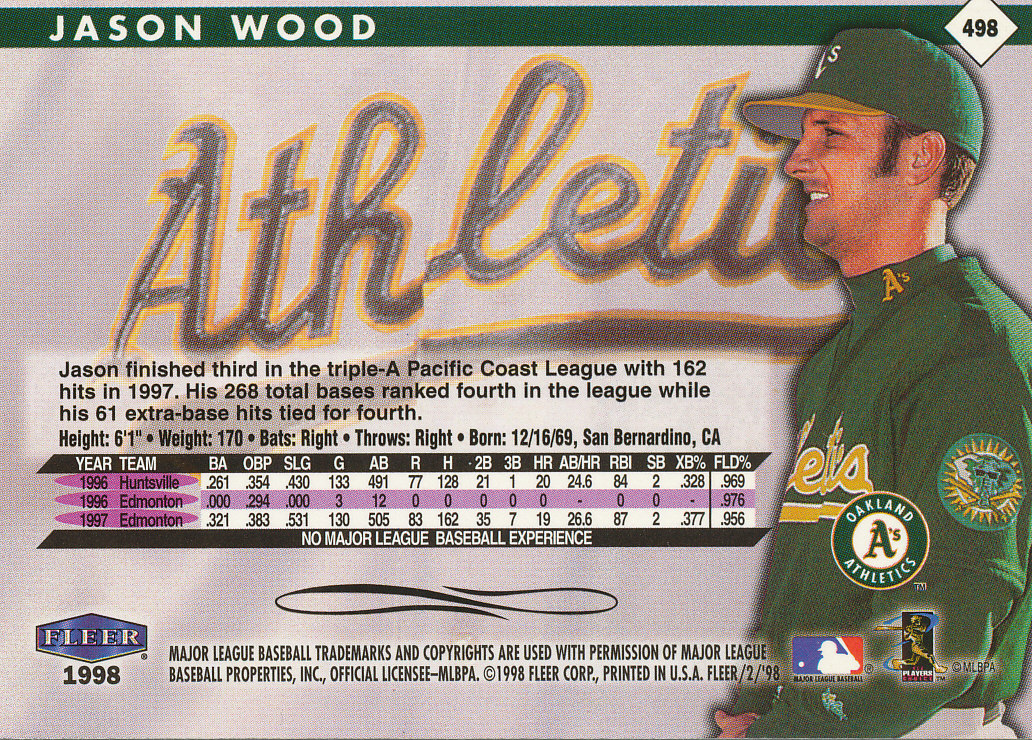 JASON WOOD
498
A's
Athletic
A's
Jason finished third in the triple-A Pacific Coast League with 162
hits in 1997. His 268 total bases ranked fourth in the league while
his 61 extra-base hits tied for fourth.
Height: 6'1" • Weight: 170 • Bats: Right • Throws: Right • Born: 12/16/69, San Bernardino, CA
YEAR TEAM BA OBP SLG G AB R H 2B 3B HR AB/HR RBI SB XB% FLD%
1996 Huntsville .261 .354 .430 133 491 77 128 21 1 20 24.6 84 2 .328 .969
1996 Edmonton .000 .294 .000 3 12 0 0 0 0 0 - 0 0 - .976
1997 Edmonton .321 .383 .531 130 505 83 162 35 7 19 26.6 87 2 .377 .956
NO MAJOR LEAGUE BASEBALL EXPERIENCE
letes
OAKLAND
A's
ATHLETICS
TM
FLEER®
1998
MAJOR LEAGUE BASEBALL TRADEMARKS AND COPYRIGHTS ARE USED WITH PERMISSION OF MAJOR LEAGUE
BASEBALL PROPERTIES, INC., OFFICIAL LICENSEE–MLBPA. ©1998 FLEER CORP., PRINTED IN U.S.A. FLEER/2/'98
MAJOR LEAGUE BASEBALL®
PLAYERS
CHOICE™
©MLBPA